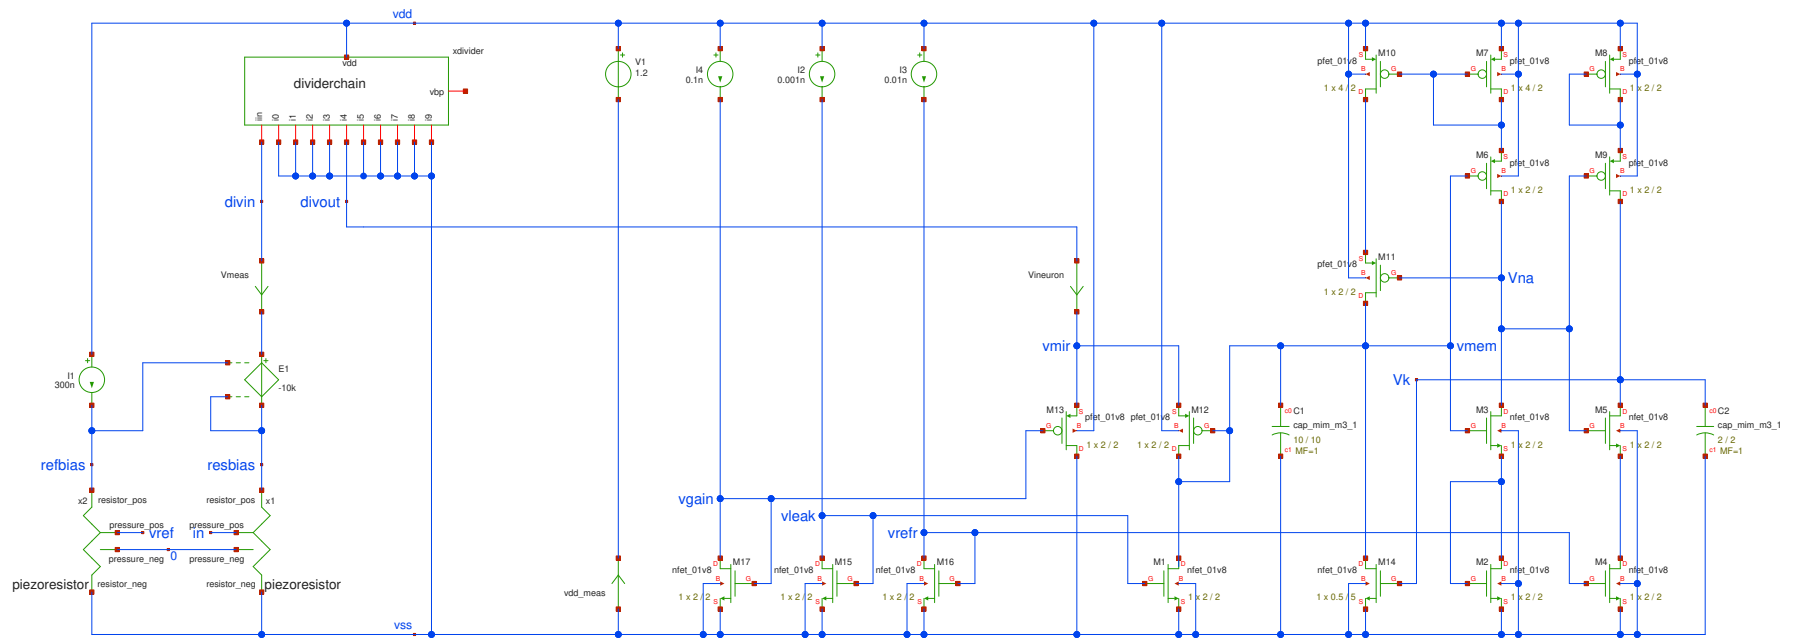 vdd
xdivider
vdd
dividerchain
vbp
iin i0 i1 i2 i3 i4 i5 i6 i7 i8 i9
divin
divout
Vmeas
I1
300n
E1
-10k
refbias
resbias
x2
resistor_pos
resistor_pos
x1
pressure_pos
vref
pressure_pos
in
pressure_neg
0
pressure_neg
piezoresistor
resistor_neg
resistor_neg
piezoresistor
vss
V1
1.2
vdd_meas
I4
0.1n
I2
0.001n
I3
0.01n
vgain
vleak
vrefr
M17
nfet_01v8
D
G
B
S
1 x 2 / 2
M15
nfet_01v8
D
G
B
S
1 x 2 / 2
M16
nfet_01v8
D
G
B
S
1 x 2 / 2
Vineuron
vmir
M13
pfet_01v8
S
G
B
D
1 x 2 / 2
M12
pfet_01v8
S
G
B
D
1 x 2 / 2
M1
nfet_01v8
D
G
B
S
1 x 2 / 2
c0 C1
cap_mim_m3_1
10 / 10
c1 MF=1
M10
pfet_01v8
S
G
B
D
1 x 4 / 2
M7
pfet_01v8
S
G
B
D
1 x 4 / 2
M8
pfet_01v8
S
G
B
D
1 x 2 / 2
M6
pfet_01v8
S
G
B
D
1 x 2 / 2
M9
pfet_01v8
S
G
B
D
1 x 2 / 2
M11
pfet_01v8
S
G
B
D
1 x 2 / 2
Vna
vmem
Vk
M3
nfet_01v8
D
G
B
S
1 x 2 / 2
M5
nfet_01v8
D
G
B
S
1 x 2 / 2
c0 C2
cap_mim_m3_1
2 / 2
c1 MF=1
M14
nfet_01v8
D
G
B
S
1 x 0.5 / 5
M2
nfet_01v8
D
G
B
S
1 x 2 / 2
M4
nfet_01v8
D
G
B
S
1 x 2 / 2